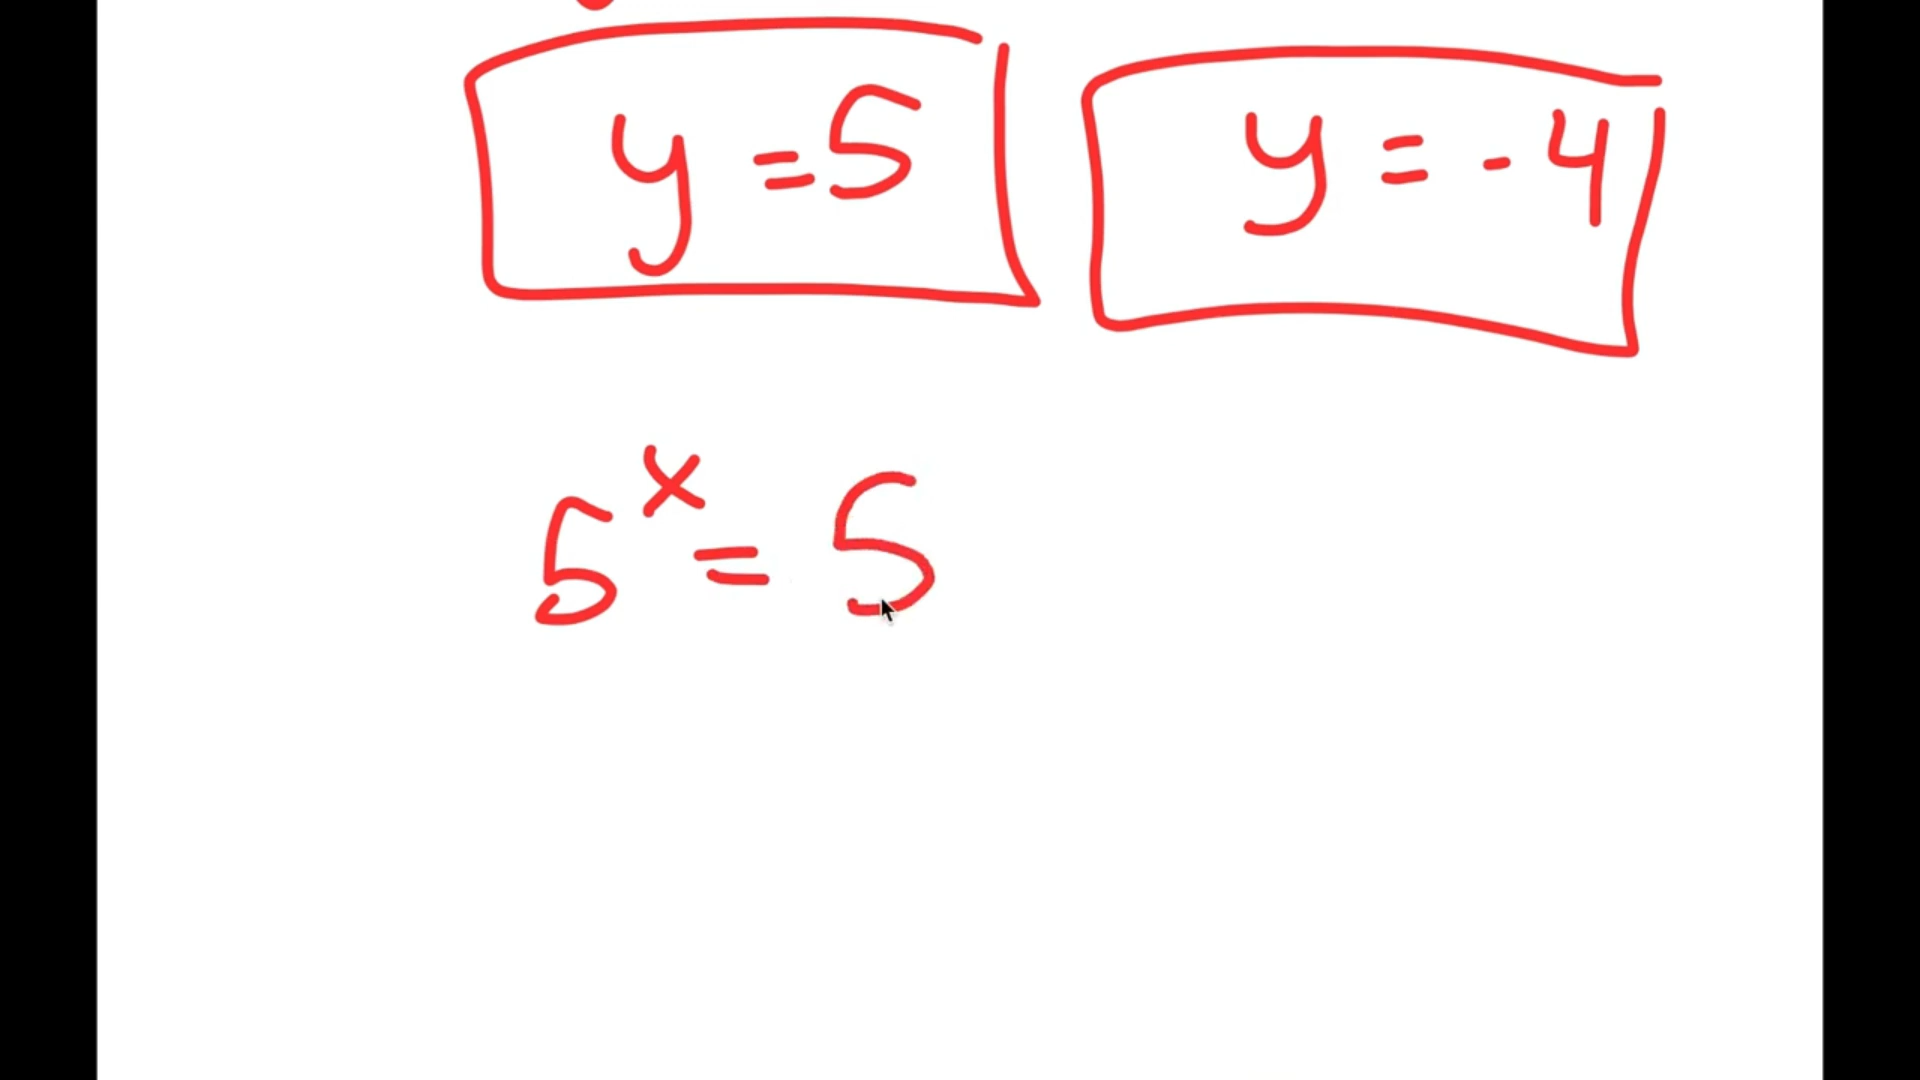 y = 5 y = - 4
5^x = 5